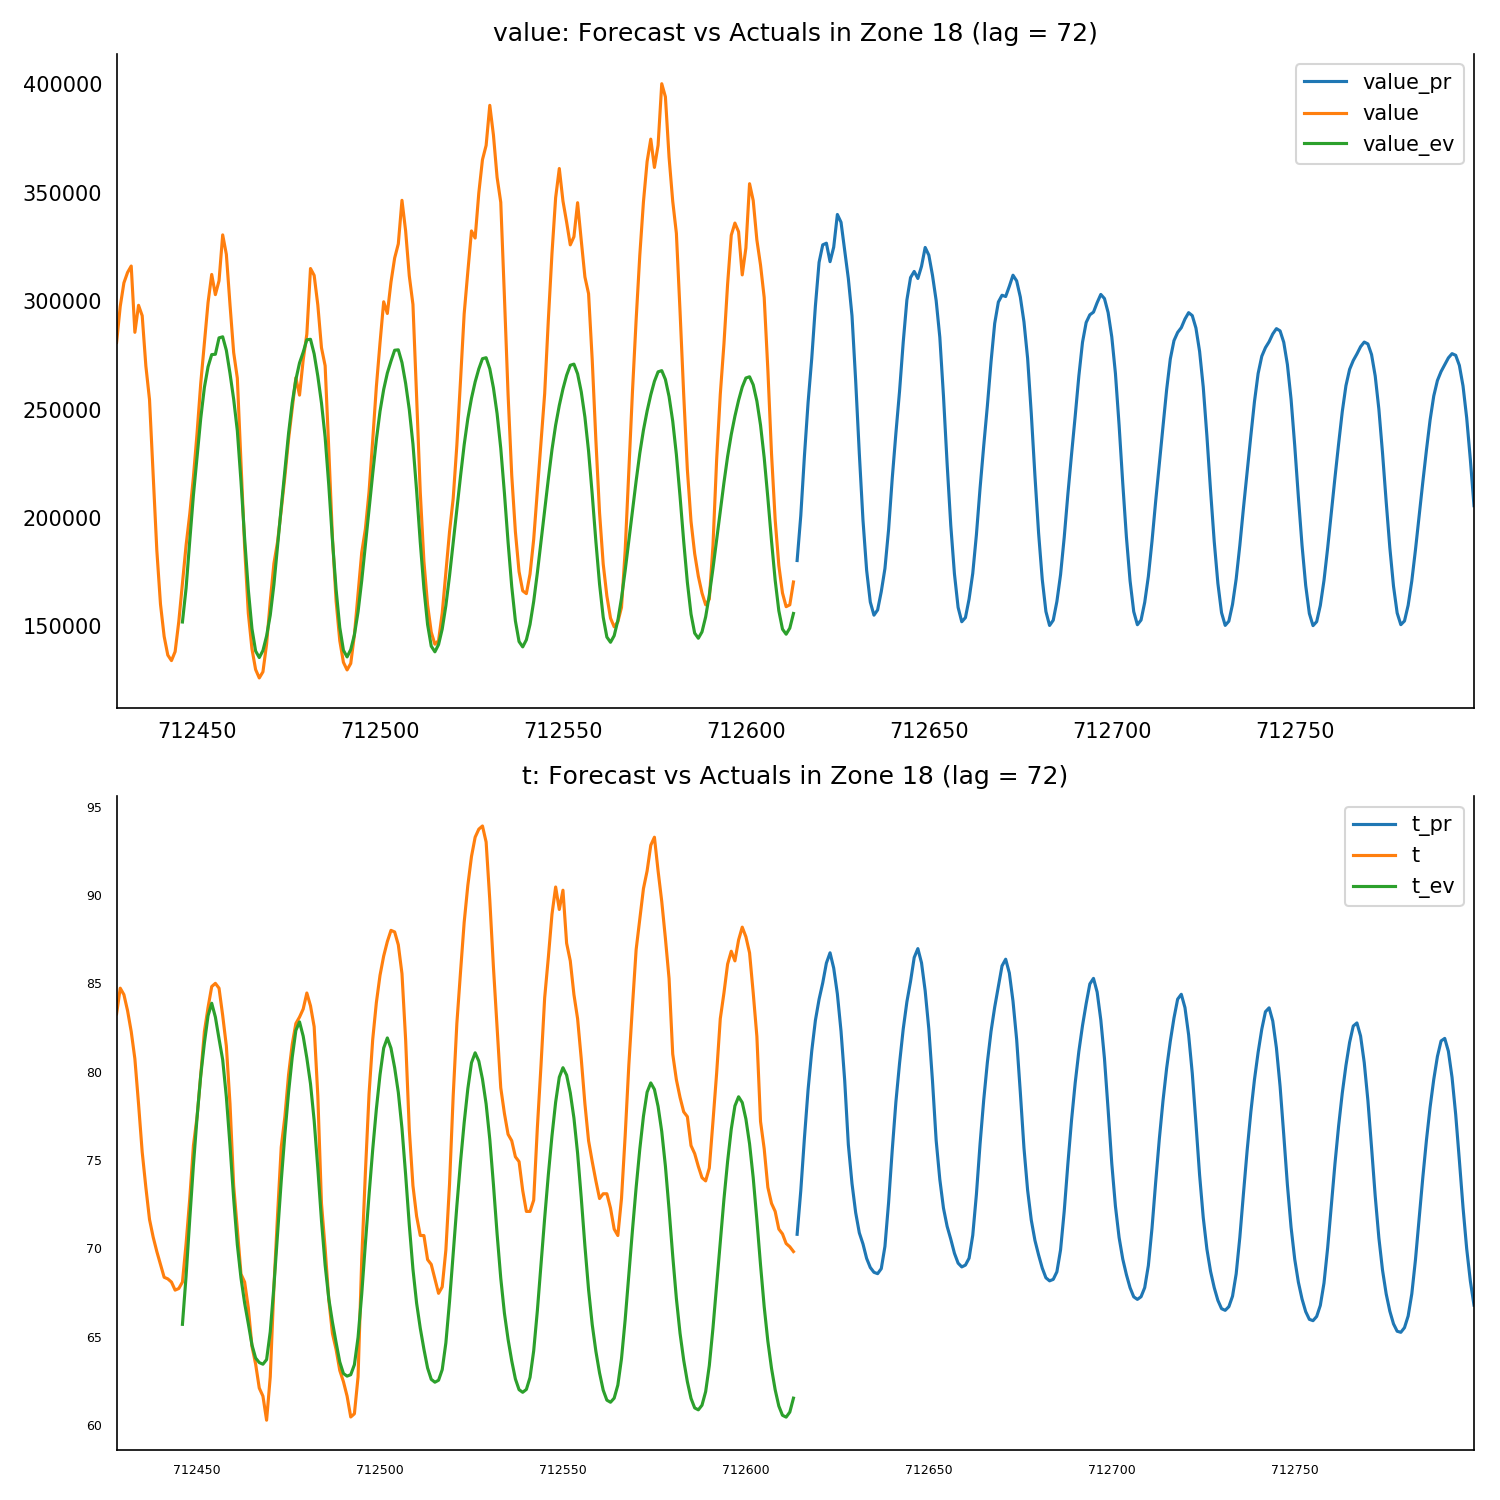 value: Forecast vs Actuals in Zone 18 (lag = 72)
400000
350000
300000
250000
200000
150000
value_pr
value
value_ev
712450 712500 712550 712600 712650 712700 712750
t: Forecast vs Actuals in Zone 18 (lag = 72)
95
90
85
80
75
70
65
60
t_pr
t
t_ev
712450 712500 712550 712600 712650 712700 712750